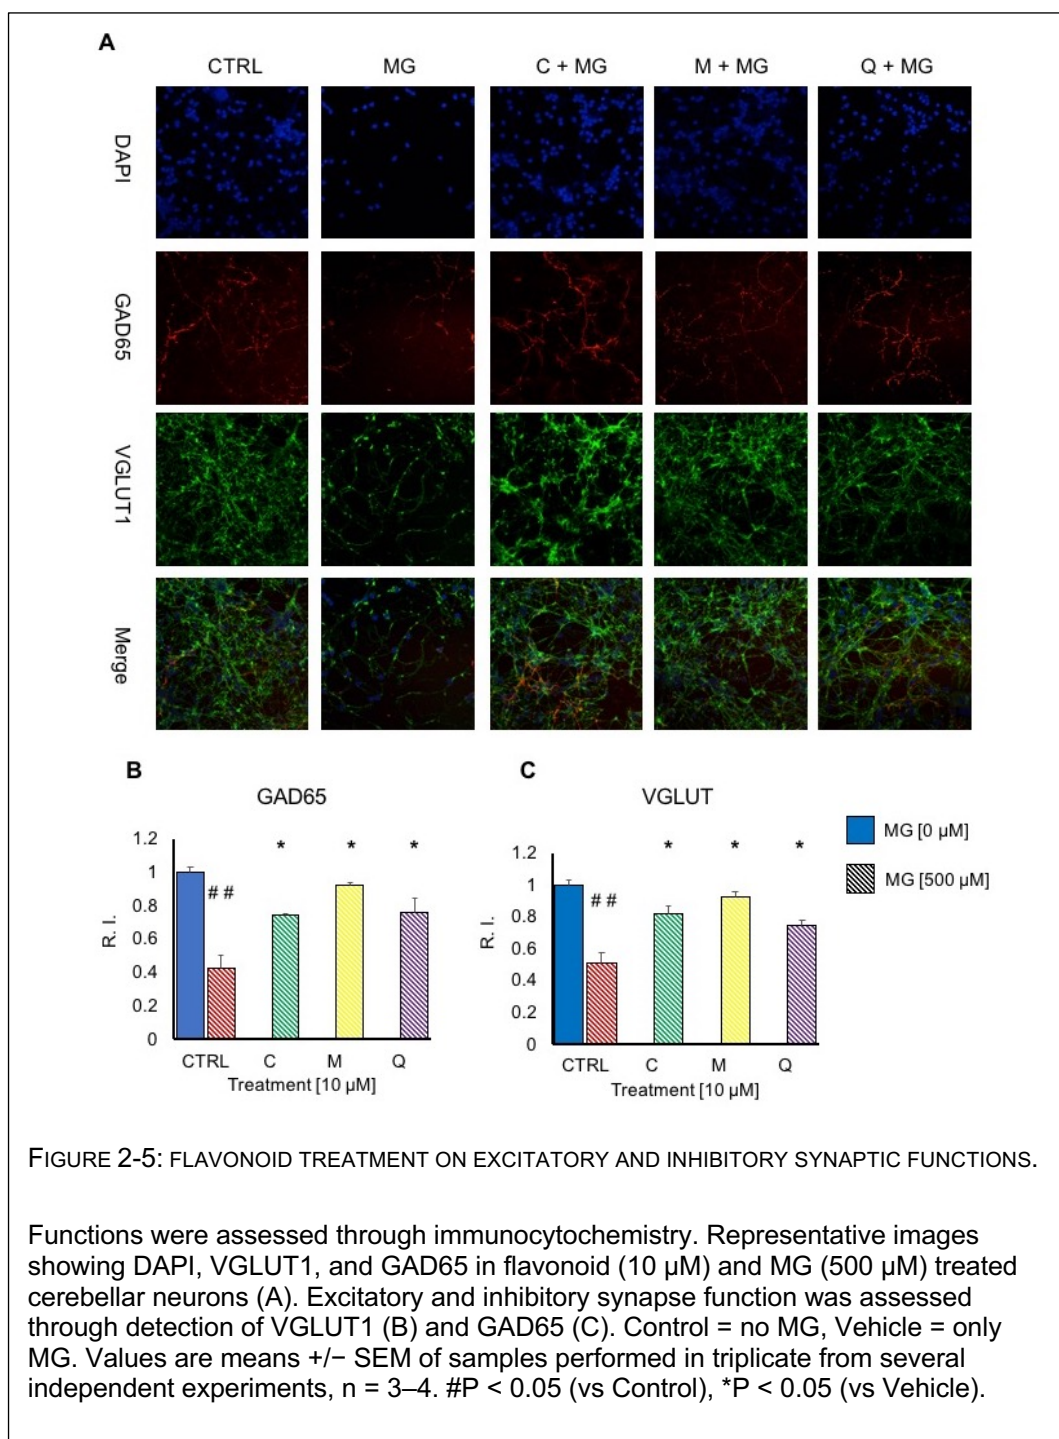 A
CTRL MG C + MG M + MG Q + MG
DAPI
GAD65
VGLUT1
Merge
B
GAD65
1.2
1
0.8
0.6
0.4
0.2
0
R. I.
# #
* * *
CTRL C M Q
Treatment [10 µM]
C
VGLUT
1.2
1
0.8
0.6
0.4
0.2
0
R. I.
# #
* * *
CTRL C M Q
Treatment [10 µM]
MG [0 µM]
MG [500 µM]
FIGURE 2-5: FLAVONOID TREATMENT ON EXCITATORY AND INHIBITORY SYNAPTIC FUNCTIONS.
Functions were assessed through immunocytochemistry. Representative images
showing DAPI, VGLUT1, and GAD65 in flavonoid (10 µM) and MG (500 µM) treated
cerebellar neurons (A). Excitatory and inhibitory synapse function was assessed
through detection of VGLUT1 (B) and GAD65 (C). Control = no MG, Vehicle = only
MG. Values are means +/− SEM of samples performed in triplicate from several
independent experiments, n = 3–4. #P < 0.05 (vs Control), *P < 0.05 (vs Vehicle).